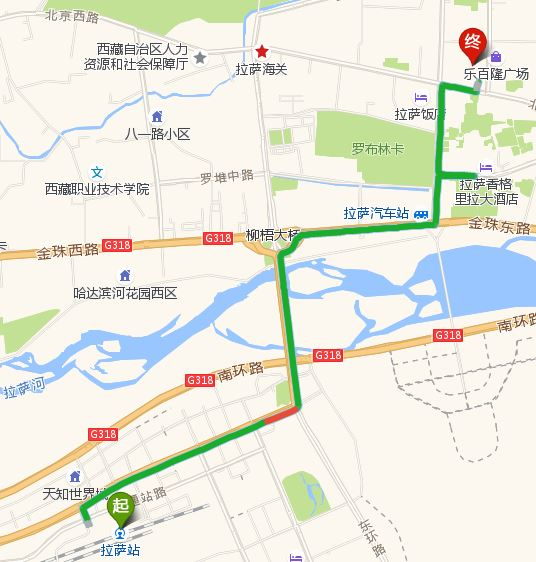 北京西路
终
西藏自治区人力
资源和社会保障厅
拉萨海关
乐百隆广场
北
拉萨饭店
八一路小区
罗布林卡
西藏职业技术学院
罗堆中路
拉萨香格
里拉大酒店
拉萨汽车站
金珠东路
G318
柳梧大桥
金珠西路
卡
哈达滨河花园西区
南环路
G318
G318
南环路
G318
拉萨河
G318
天知世界城
站路
起
拉萨站
东环路